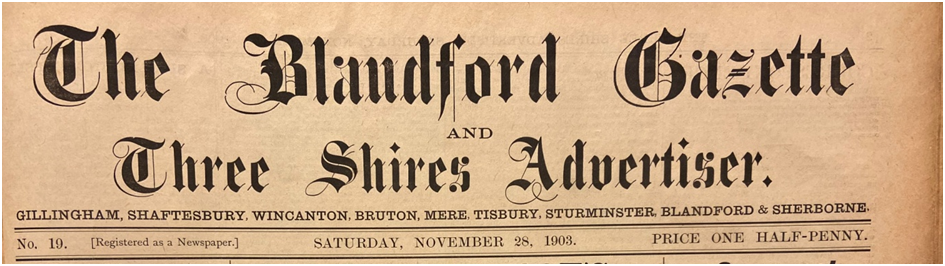 The Blandford Gazette
AND
Three Shires Advertiser.
GILLINGHAM, SHAFTESBURY, WINCANTON, BRUTON, MERE, TISBURY, STURMINSTER, BLANDFORD & SHERBORNE.
No. 19. [Registered as a Newspaper.] SATURDAY, NOVEMBER 28, 1903. PRICE ONE HALF-PENNY.